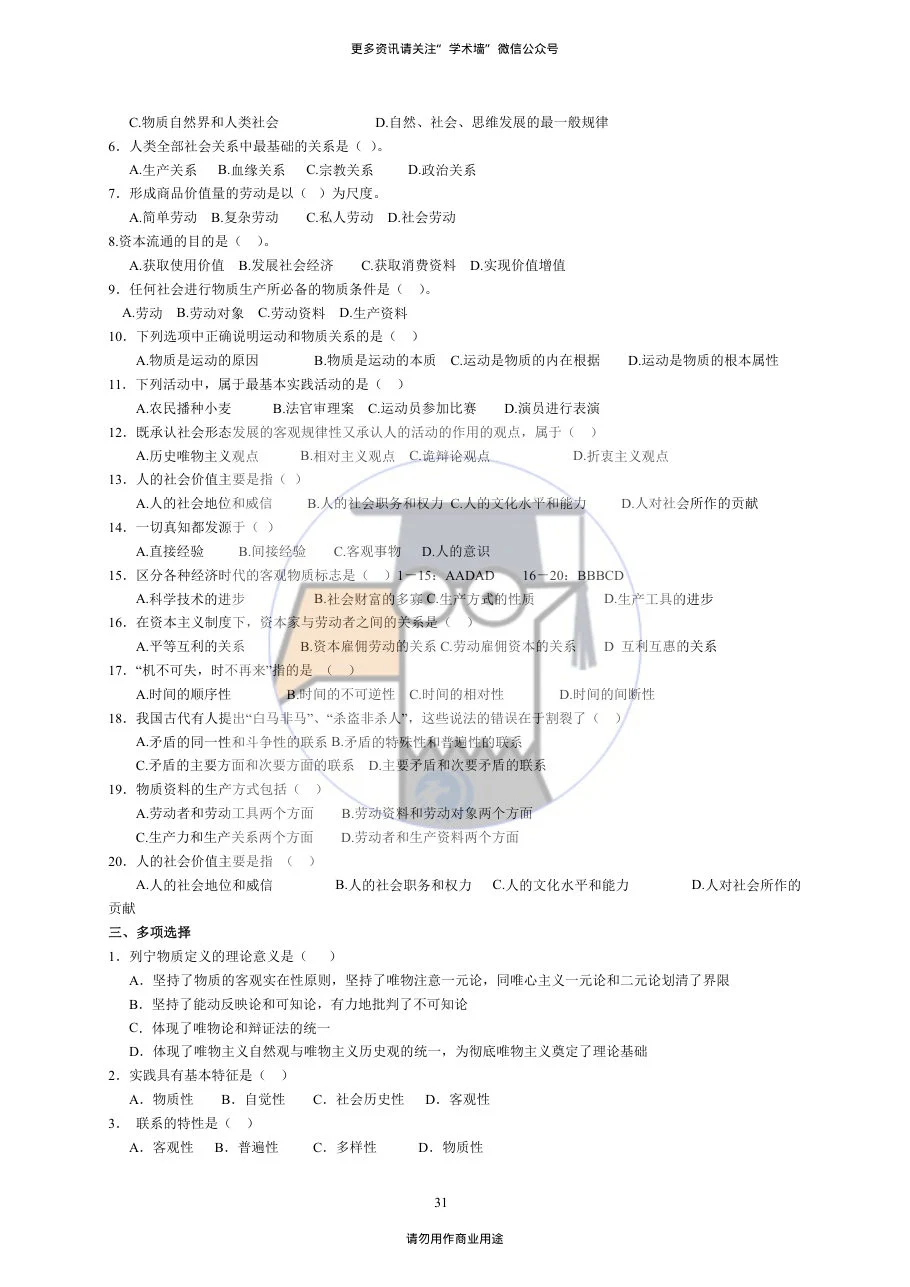 更多资讯请关注“学术墙”微信公众号
C.物质自然界和人类社会 D.自然、社会、思维发展的最一般规律
6．人类全部社会关系中最基础的关系是（ ）。
A.生产关系 B.血缘关系 C.宗教关系 D.政治关系
7．形成商品价值量的劳动是以（ ）为尺度。
A.简单劳动 B.复杂劳动 C.私人劳动 D.社会劳动
8.资本流通的目的是（ ）。
A.获取使用价值 B.发展社会经济 C.获取消费资料 D.实现价值增值
9．任何社会进行物质生产所必备的物质条件是（ ）。
A.劳动 B.劳动对象 C.劳动资料 D.生产资料
10．下列选项中正确说明运动和物质关系的是（ ）
A.物质是运动的原因 B.物质是运动的本质 C.运动是物质的内在根据 D.运动是物质的根本属性
11．下列活动中，属于最基本实践活动的是（ ）
A.农民播种小麦 B.法官审理案 C.运动员参加比赛 D.演员进行表演
12．既承认社会形态发展的客观规律性又承认人的活动的作用的观点，属于（ ）
A.历史唯物主义观点 B.相对主义观点 C.诡辩论观点 D.折衷主义观点
13．人的社会价值主要是指（ ）
A.人的社会地位和威信 B.人的社会职务和权力 C.人的文化水平和能力 D.人对社会所作的贡献
14．一切真知都发源于（ ）
A.直接经验 B.间接经验 C.客观事物 D.人的意识
15．区分各种经济时代的客观物质标志是（ ）1－15：AADAD 16－20：BBBCD
A.科学技术的进步 B.社会财富的多寡 C.生产方式的性质 D.生产工具的进步
16．在资本主义制度下，资本家与劳动者之间的关系是（ ）
A.平等互利的关系 B.资本雇佣劳动的关系 C.劳动雇佣资本的关系 D 互利互惠的关系
17．“机不可失，时不再来”指的是 （ ）
A.时间的顺序性 B.时间的不可逆性 C.时间的相对性 D.时间的间断性
18．我国古代有人提出“白马非马”、“杀盗非杀人”，这些说法的错误在于割裂了（ ）
A.矛盾的同一性和斗争性的联系 B.矛盾的特殊性和普遍性的联系
C.矛盾的主要方面和次要方面的联系 D.主要矛盾和次要矛盾的联系
19．物质资料的生产方式包括（ ）
A.劳动者和劳动工具两个方面 B.劳动资料和劳动对象两个方面
C.生产力和生产关系两个方面 D.劳动者和生产资料两个方面
20．人的社会价值主要是指 （ ）
A.人的社会地位和威信 B.人的社会职务和权力 C.人的文化水平和能力 D.人对社会所作的
贡献
三、多项选择
1．列宁物质定义的理论意义是（ ）
A．坚持了物质的客观实在性原则，坚持了唯物注意一元论，同唯心主义一元论和二元论划清了界限
B．坚持了能动反映论和可知论，有力地批判了不可知论
C．体现了唯物论和辩证法的统一
D．体现了唯物主义自然观与唯物主义历史观的统一，为彻底唯物主义奠定了理论基础
2．实践具有基本特征是（ ）
A．物质性 B．自觉性 C．社会历史性 D．客观性
3． 联系的特性是（ ）
A．客观性 B．普遍性 C．多样性 D．物质性
31
请勿用作商业用途